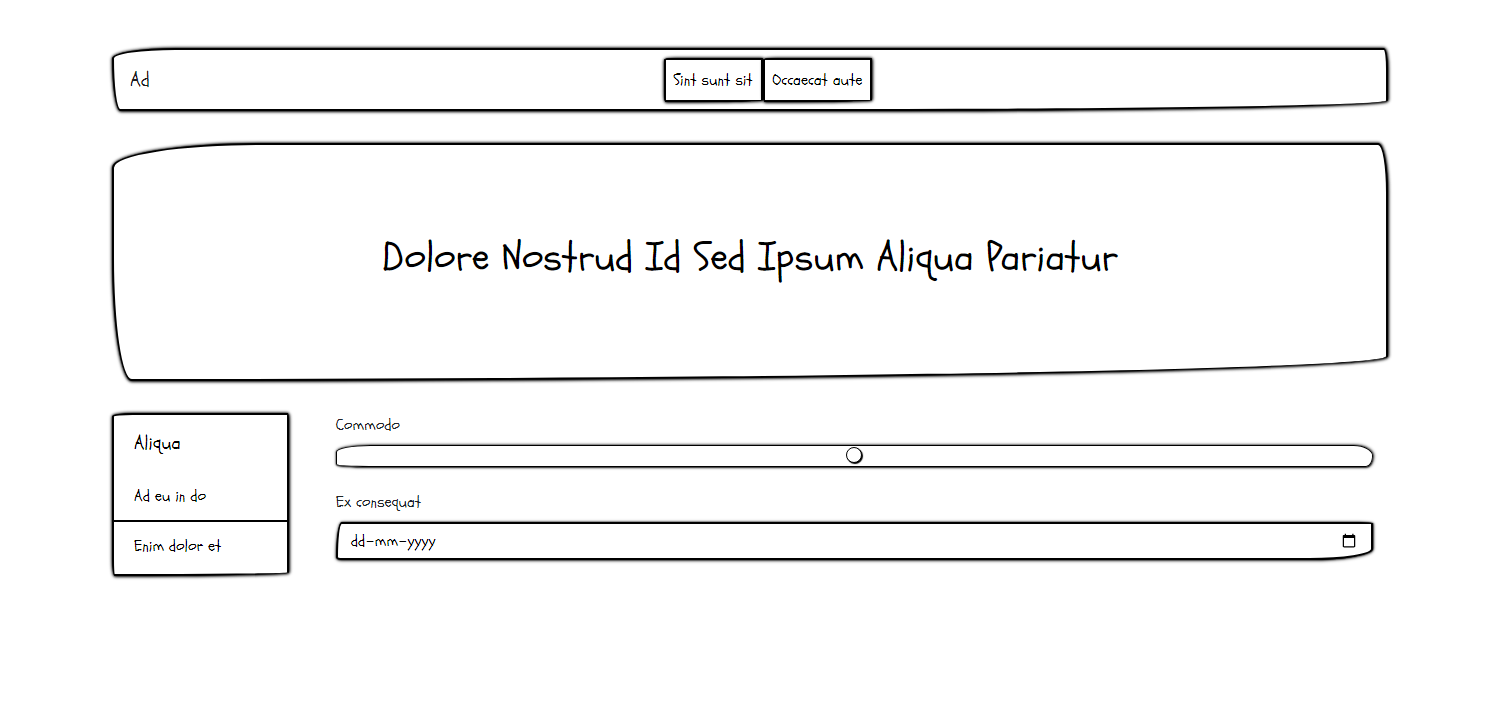 Ad
Sint sunt sit
Occaecat aute
Dolore Nostrud Id Sed Ipsum Aliqua Pariatur
Aliqua
Ad eu in do
Enim dolor et
Commodo
Ex consequat
dd-mm-yyyy